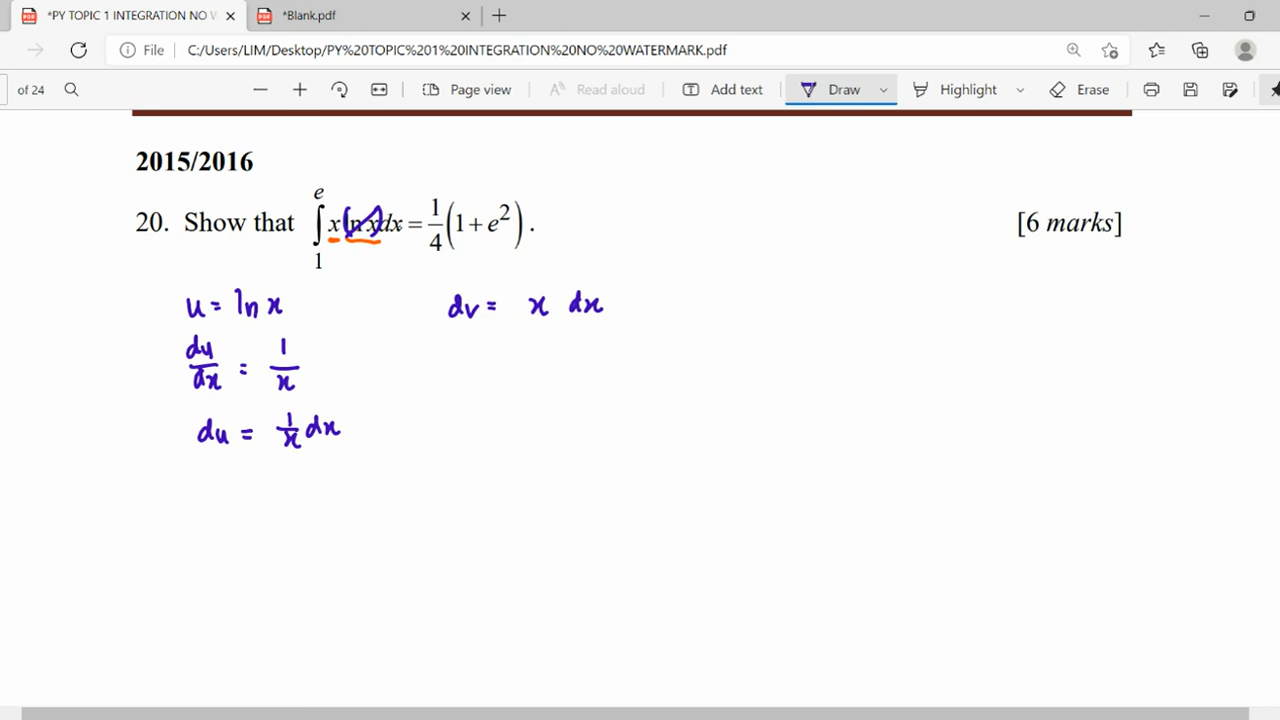 *PY TOPIC 1 INTEGRATION NO W
*Blank.pdf
File C:/Users/LIM/Desktop/PY%20TOPIC%201%20INTEGRATION%20NO%20WATERMARK.pdf
of 24 Page view Read aloud Add text Draw Highlight Erase
2015/2016
20. Show that ∫₁ᵉ x ln x dx = 1/4 (1 + e²). [6 marks]
u = ln x dv = x dx
du/dx = 1/x
du = 1/x dx